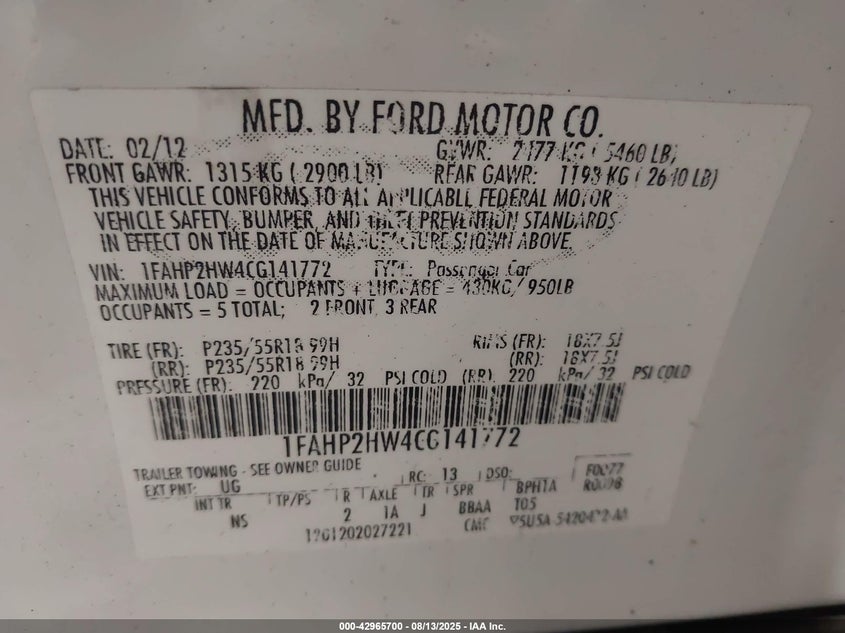 MFD. BY FORD MOTOR CO.
DATE: 02/12 GVWR: 2477 KG ( 5460 LB)
FRONT GAWR: 1315 KG ( 2900 LB) REAR GAWR: KG ( LB)
THIS VEHICLE CONFORMS TO ALL APPLICABLE FEDERAL MOTOR
VEHICLE SAFETY, BUMPER, AND THEFT PREVENTION STANDARDS
IN EFFECT ON THE DATE OF MANUFACTURE SHOWN ABOVE.
VIN: 1FAHP2HW4CG141772 TYPE: Passenger Car
MAXIMUM LOAD = OCCUPANTS + LUGGAGE = 430KG/ 950LB
OCCUPANTS = 5 TOTAL; 2 FRONT, 3 REAR
TIRE (FR): P235/55R18 99H RIMS (FR): 18X7.5J
(RR): P235/55R18 99H (RR): 18X7.5J
PRESSURE (FR): 220 kPa/ 32 PSI COLD (RR): 220 kPa/ 32 PSI COLD
1FAHP2HW4CG141772
TRAILER TOWING - SEE OWNER GUIDE
RC: 13 DSO: F0077
EXT PNT: UG
INT TR TP/PS R AXLE TR SPR BPHTA
NS 2 1A J BBAA T05
000-42965700 - 08/13/2025 - IAA Inc.